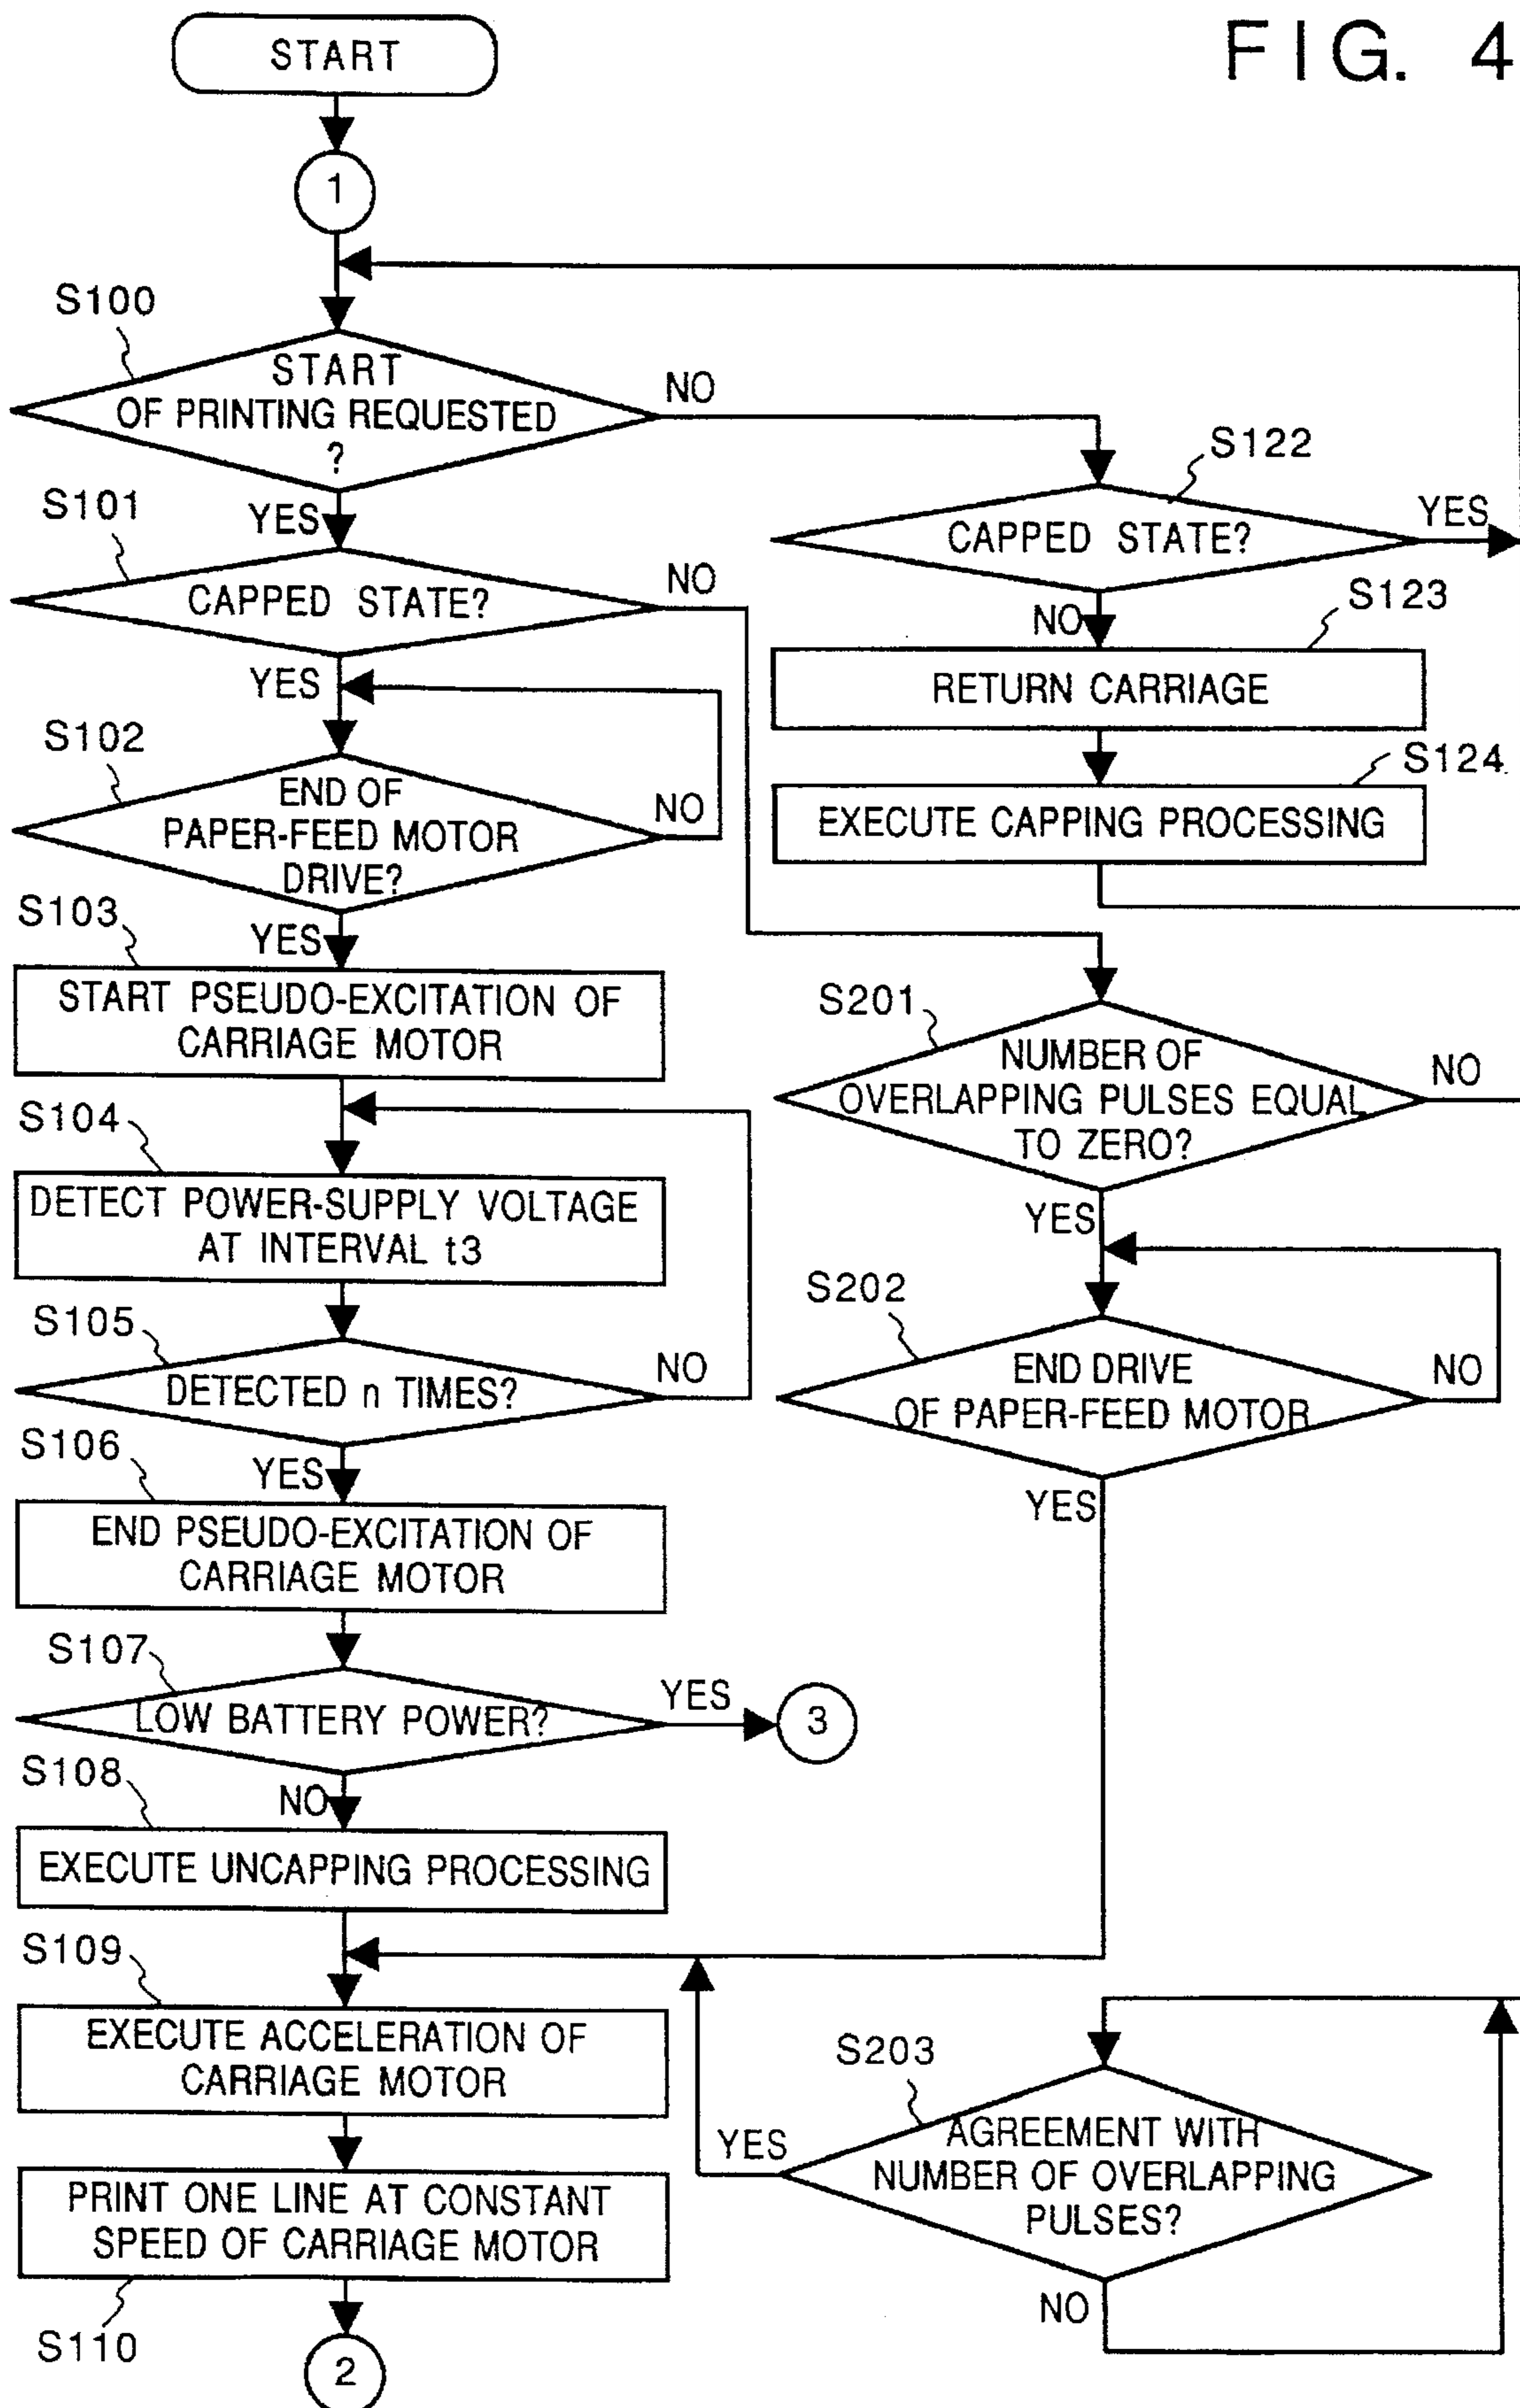 FIG. 4
START
1
S100
START
OF PRINTING REQUESTED
?
NO
YES
S101
CAPPED STATE?
NO
YES
S102
END OF
PAPER-FEED MOTOR
DRIVE?
NO
YES
S103
START PSEUDO-EXCITATION OF
CARRIAGE MOTOR
S104
DETECT POWER-SUPPLY VOLTAGE
AT INTERVAL t3
S105
DETECTED n TIMES?
NO
YES
S106
END PSEUDO-EXCITATION OF
CARRIAGE MOTOR
S107
LOW BATTERY POWER?
YES
3
NO
S108
EXECUTE UNCAPPING PROCESSING
S109
EXECUTE ACCELERATION OF
CARRIAGE MOTOR
PRINT ONE LINE AT CONSTANT
SPEED OF CARRIAGE MOTOR
S110
2
S122
CAPPED STATE?
YES
NO
S123
RETURN CARRIAGE
S124
EXECUTE CAPPING PROCESSING
S201
NUMBER OF
OVERLAPPING PULSES EQUAL
TO ZERO?
NO
YES
S202
END DRIVE
OF PAPER-FEED MOTOR
NO
YES
S203
AGREEMENT WITH
NUMBER OF OVERLAPPING
PULSES?
YES
NO